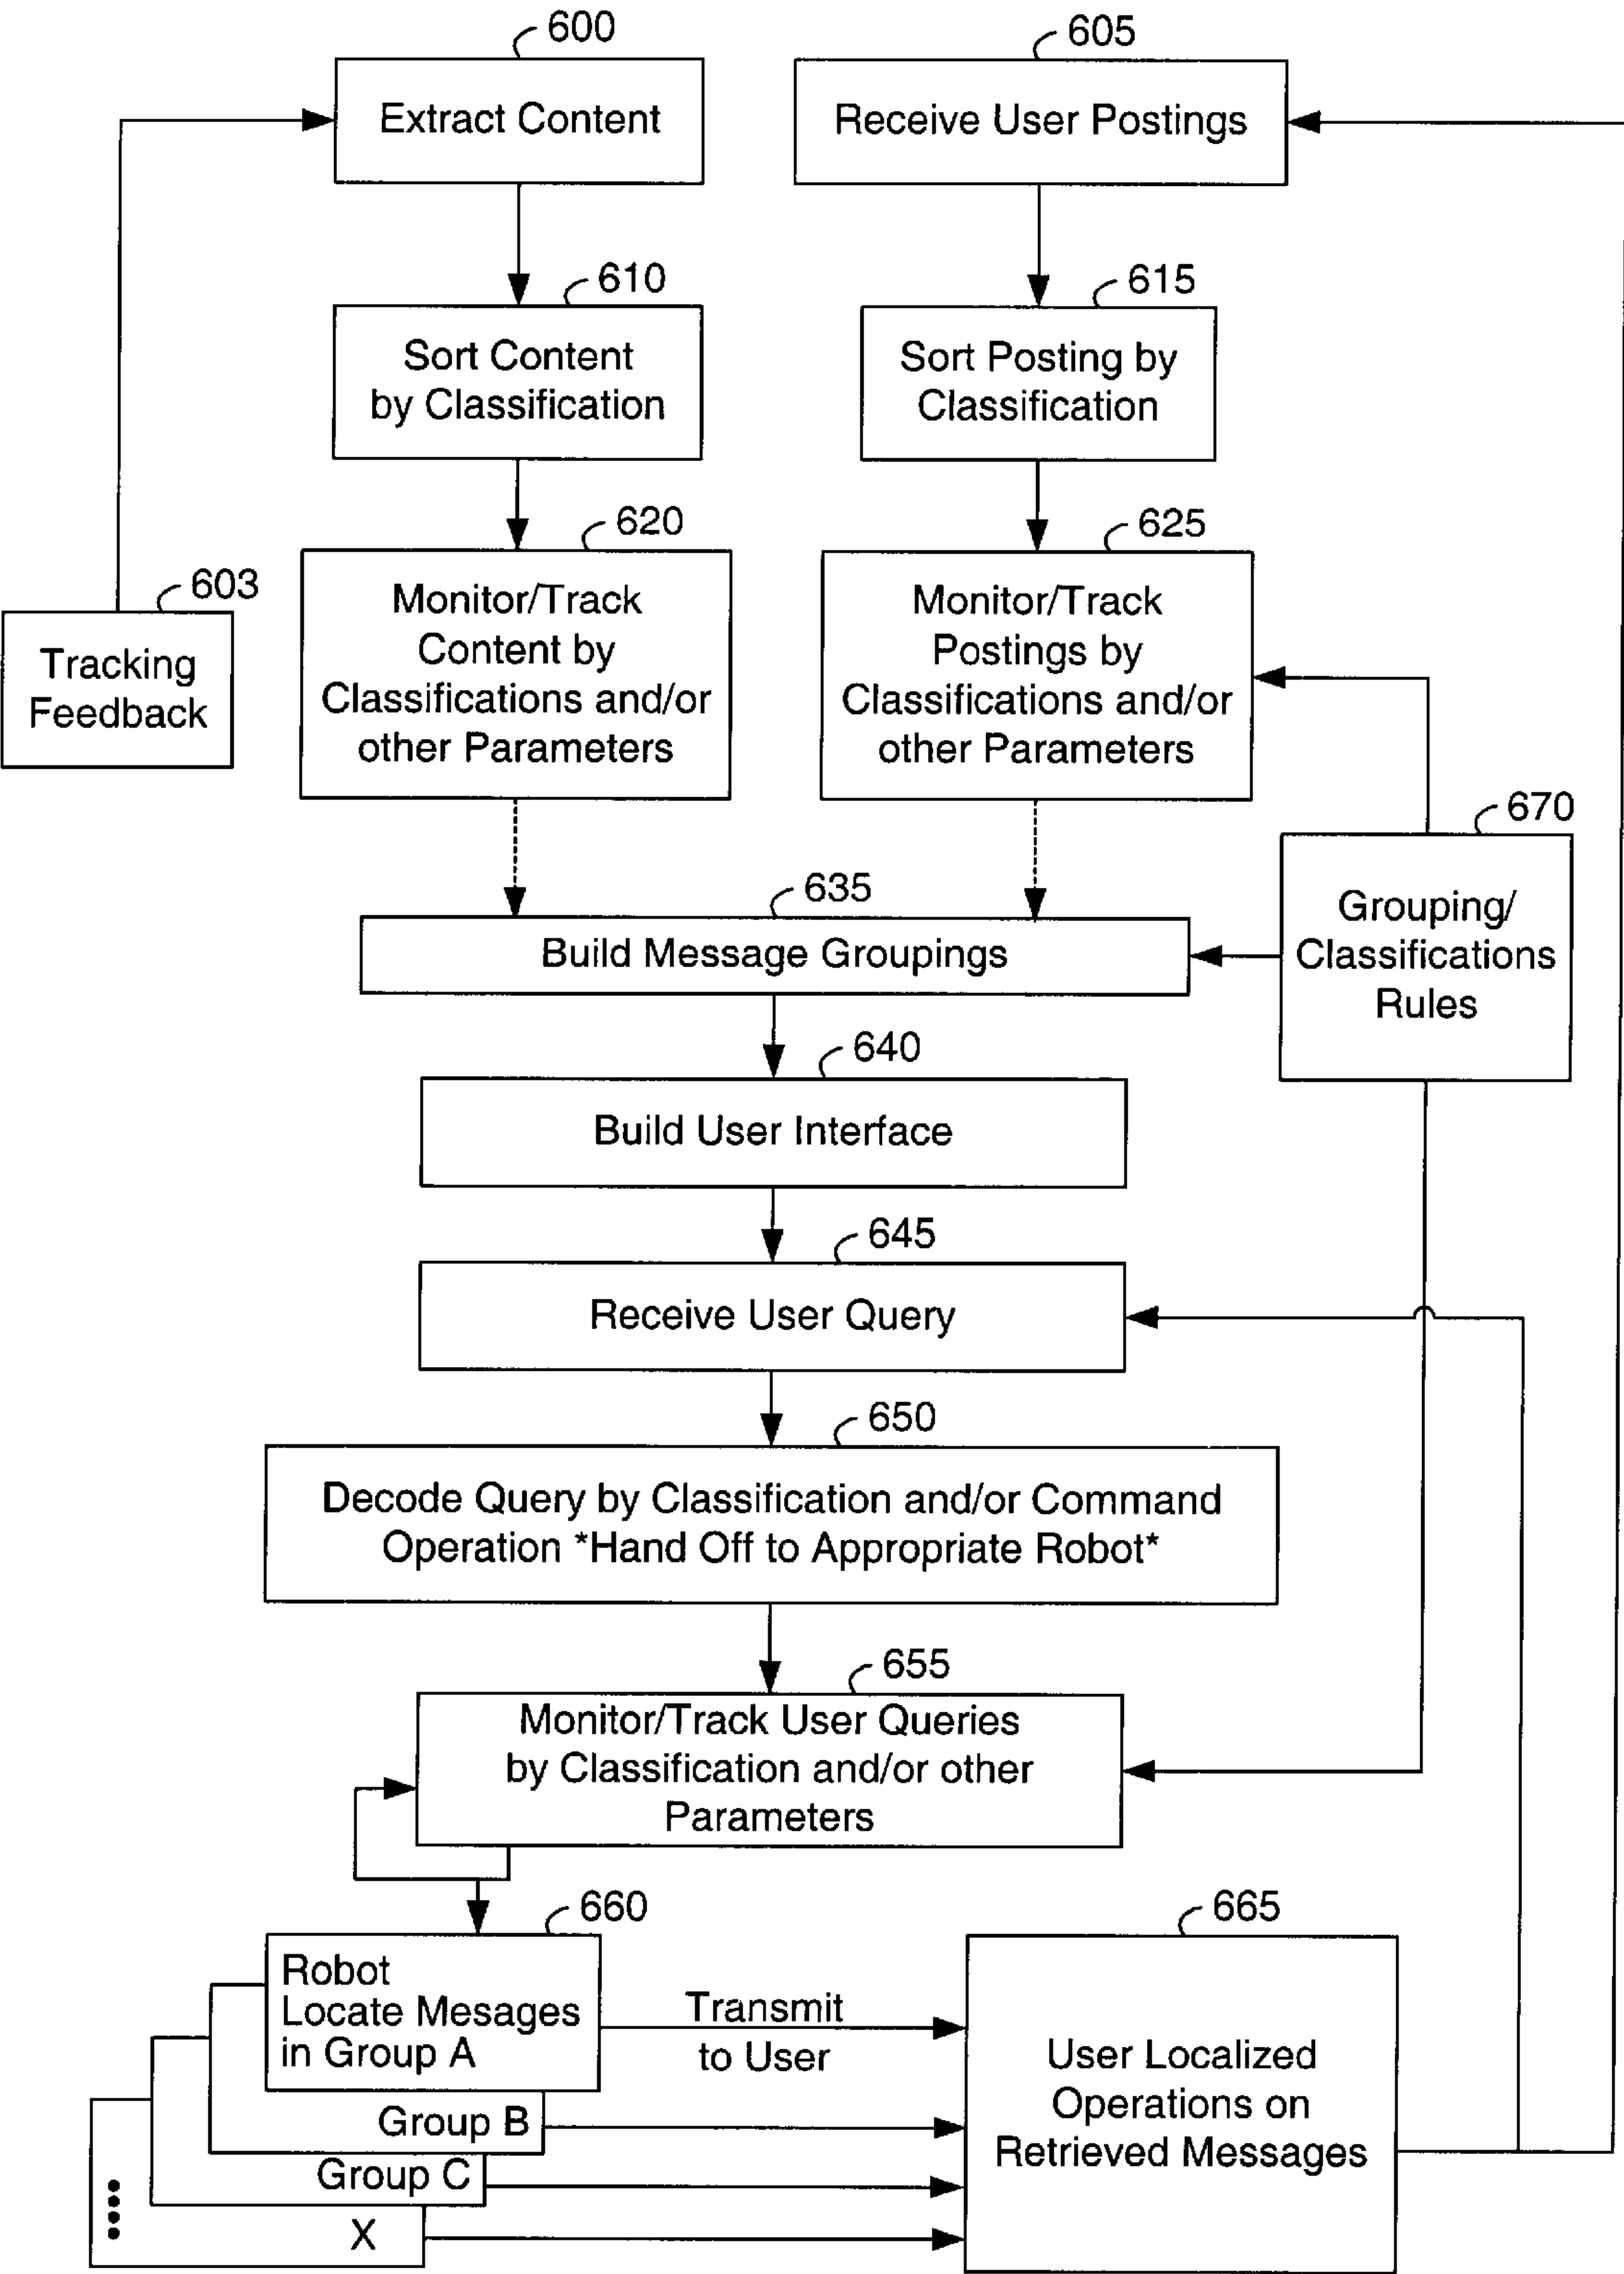 600
605
Extract Content
Receive User Postings
610
615
Sort Content
by Classification
Sort Posting by
Classification
620
625
603
Tracking
Feedback
Monitor/Track
Content by
Classifications and/or
other Parameters
Monitor/Track
Postings by
Classifications and/or
other Parameters
670
Grouping/
Classifications
Rules
635
Build Message Groupings
640
Build User Interface
645
Receive User Query
650
Decode Query by Classification and/or Command
Operation *Hand Off to Appropriate Robot*
655
Monitor/Track User Queries
by Classification and/or other
Parameters
660
665
Robot
Locate Mesages
in Group A
Transmit
to User
Group B
Group C
X
User Localized
Operations on
Retrieved Messages